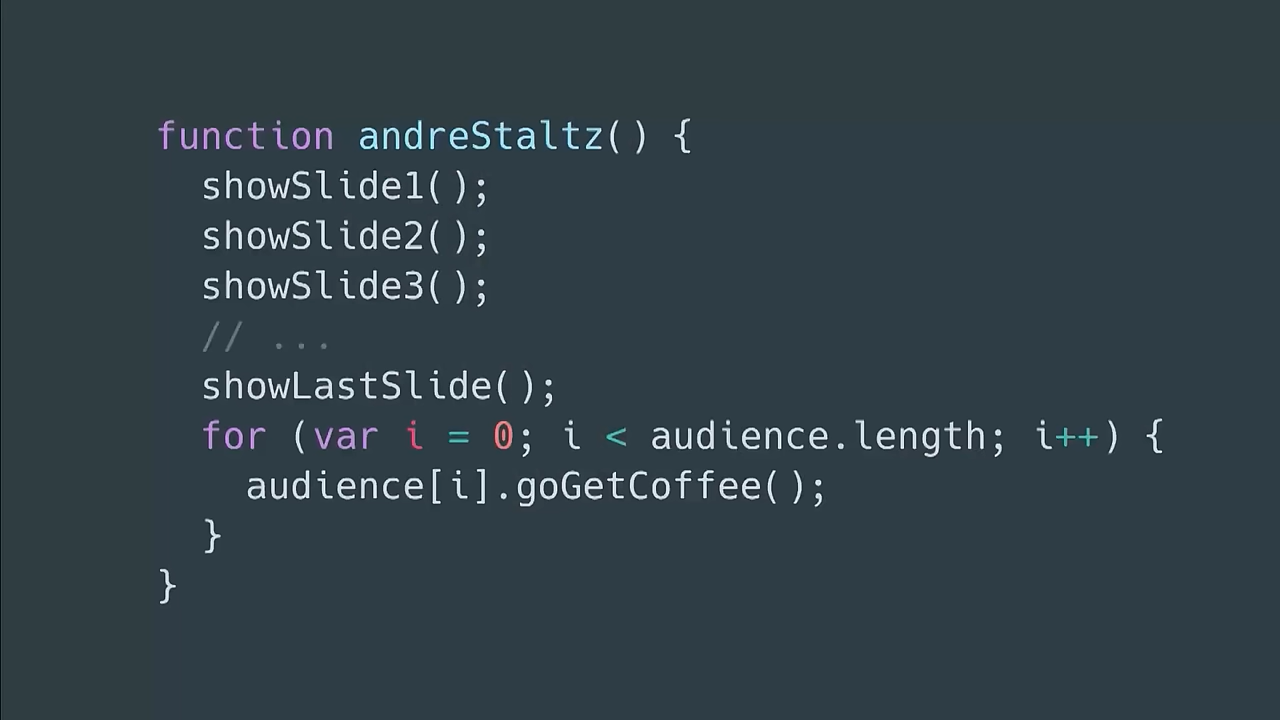 function andreStaltz() {
  showSlide1();
  showSlide2();
  showSlide3();
  // ...
  showLastSlide();
  for (var i = 0; i < audience.length; i++) {
    audience[i].goGetCoffee();
  }
}